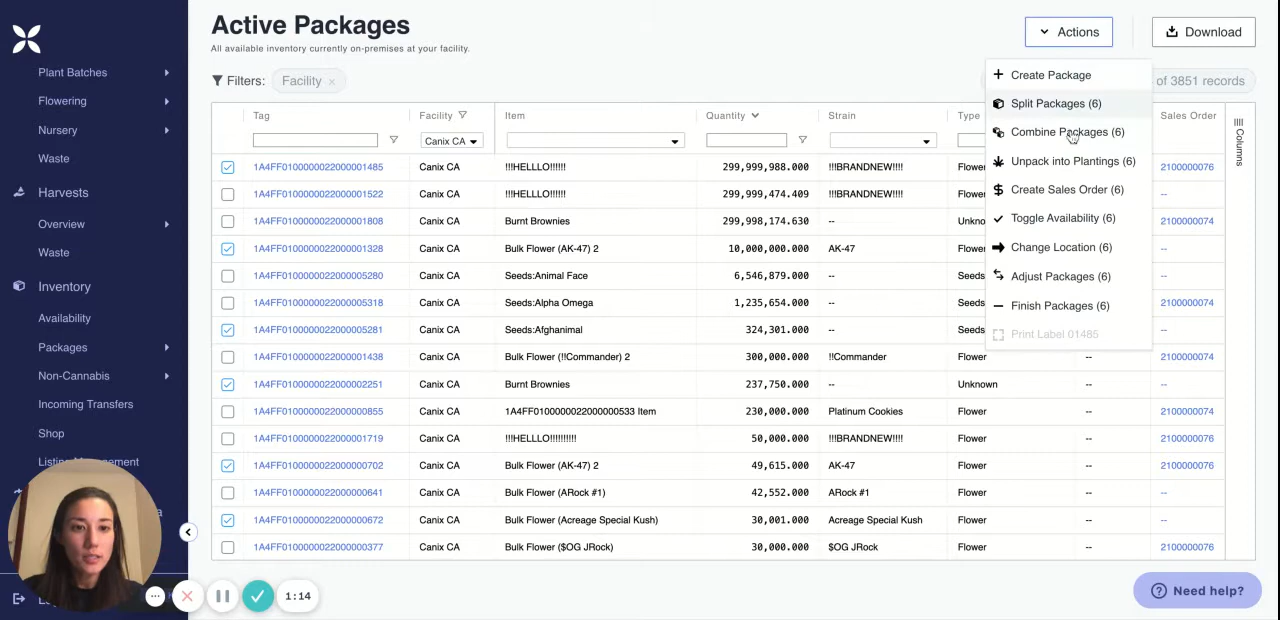 Plant Batches
Flowering
Nursery
Waste
Harvests
Overview
Waste
Inventory
Availability
Packages
Non-Cannabis
Incoming Transfers
Shop
Active Packages
All available inventory currently on-premises at your facility.
Filters: Facility ×
Actions
Download
of 3851 records
Create Package
Split Packages (6)
Combine Packages (6)
Unpack into Plantings (6)
Create Sales Order (6)
Toggle Availability (6)
Change Location (6)
Adjust Packages (6)
Finish Packages (6)
Print Label 01485
Tag Facility Item Quantity Strain Type Sales Order
Canix CA
Columns
1A4FF0100000022000001485 Canix CA !!!HELLLO!!!!!! 299,999,988.000 !!!BRANDNEW!!!! Flower 2100000076
1A4FF0100000022000001522 Canix CA !!!HELLLO!!!!!! 299,999,474.409 !!!BRANDNEW!!!! Flower --
1A4FF0100000022000001808 Canix CA Burnt Brownies 299,998,174.630 -- Unkno 2100000074
1A4FF0100000022000001328 Canix CA Bulk Flower (AK-47) 2 10,000,000.000 AK-47 Flower --
1A4FF0100000022000005280 Canix CA Seeds:Animal Face 6,546,879.000 -- Seeds --
1A4FF0100000022000005318 Canix CA Seeds:Alpha Omega 1,235,654.000 -- Seeds 2100000074
1A4FF0100000022000005281 Canix CA Seeds:Afghanimal 324,301.000 -- Seeds --
1A4FF0100000022000001438 Canix CA Bulk Flower (!!Commander) 2 300,000.000 !!Commander Flower -- 2100000074
1A4FF0100000022000002251 Canix CA Burnt Brownies 237,750.000 -- Unknown -- --
1A4FF0100000022000000855 Canix CA 1A4FF0100000022000000533 Item 230,000.000 Platinum Cookies Flower -- 2100000074
1A4FF0100000022000001719 Canix CA !!!HELLLO!!!!!!!!!! 50,000.000 !!!BRANDNEW!!!! Flower -- 2100000076
1A4FF0100000022000000702 Canix CA Bulk Flower (AK-47) 2 49,615.000 AK-47 Flower -- 2100000076
1A4FF0100000022000000641 Canix CA Bulk Flower (ARock #1) 42,552.000 ARock #1 Flower -- --
1A4FF0100000022000000672 Canix CA Bulk Flower (Acreage Special Kush) 30,001.000 Acreage Special Kush Flower -- --
1A4FF0100000022000000377 Canix CA Bulk Flower ($OG JRock) 30,000.000 $OG JRock Flower -- 2100000076
1:14
Need help?